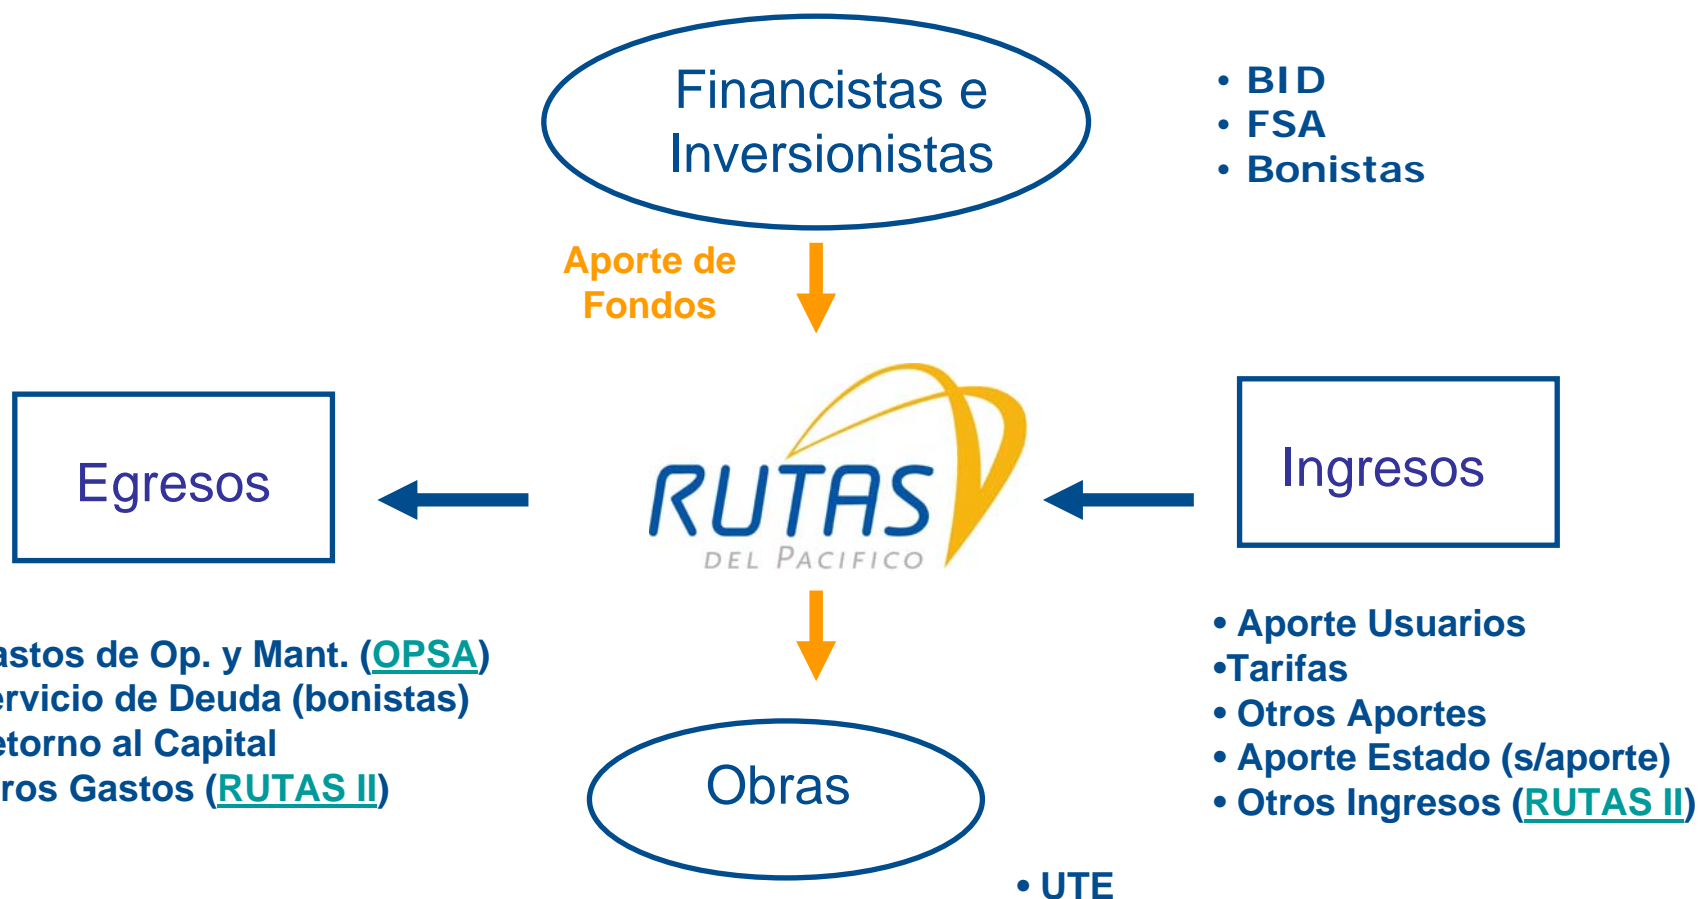 Financistas e
Inversionistas
• BID
• FSA
• Bonistas
Aporte de
Fondos
Egresos
RUTAS
DEL PACIFICO
Ingresos
astos de Op. y Mant. (OPSA)
ervicio de Deuda (bonistas)
etorno al Capital
ros Gastos (RUTAS II)
• Aporte Usuarios
•Tarifas
• Otros Aportes
• Aporte Estado (s/aporte)
• Otros Ingresos (RUTAS II)
Obras
• UTE